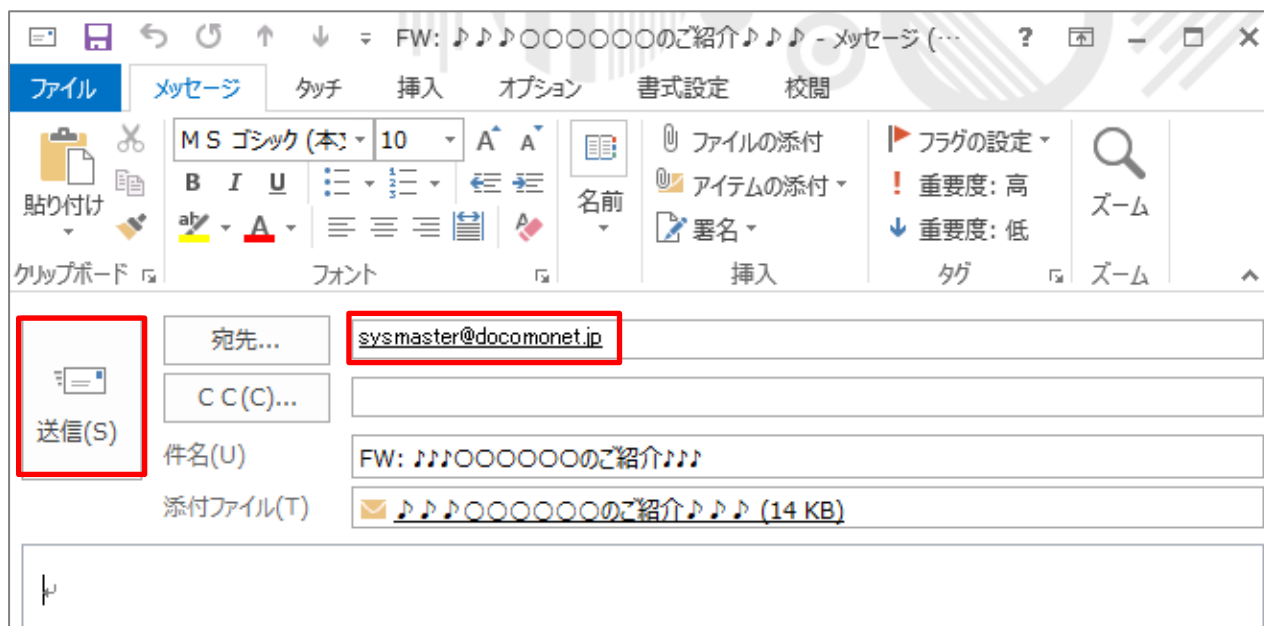 FW: ♪♪♪○○○○○○のご紹介♪♪♪ - メッセージ (… ?
ファイル メッセージ タッチ 挿入 オプション 書式設定 校閲
貼り付け
ＭＳ ゴシック (本文 10 A A
B I U
ab A
名前
ファイルの添付
アイテムの添付
署名
フラグの設定
! 重要度: 高
重要度: 低
ズーム
クリップボード フォント 挿入 タグ ズーム
送信(S)
宛先... sysmaster@docomonet.jp
ＣＣ(C)...
件名(U) FW: ♪♪♪○○○○○○のご紹介♪♪♪
添付ファイル(T) ♪♪♪○○○○○○のご紹介♪♪♪ (14 KB)